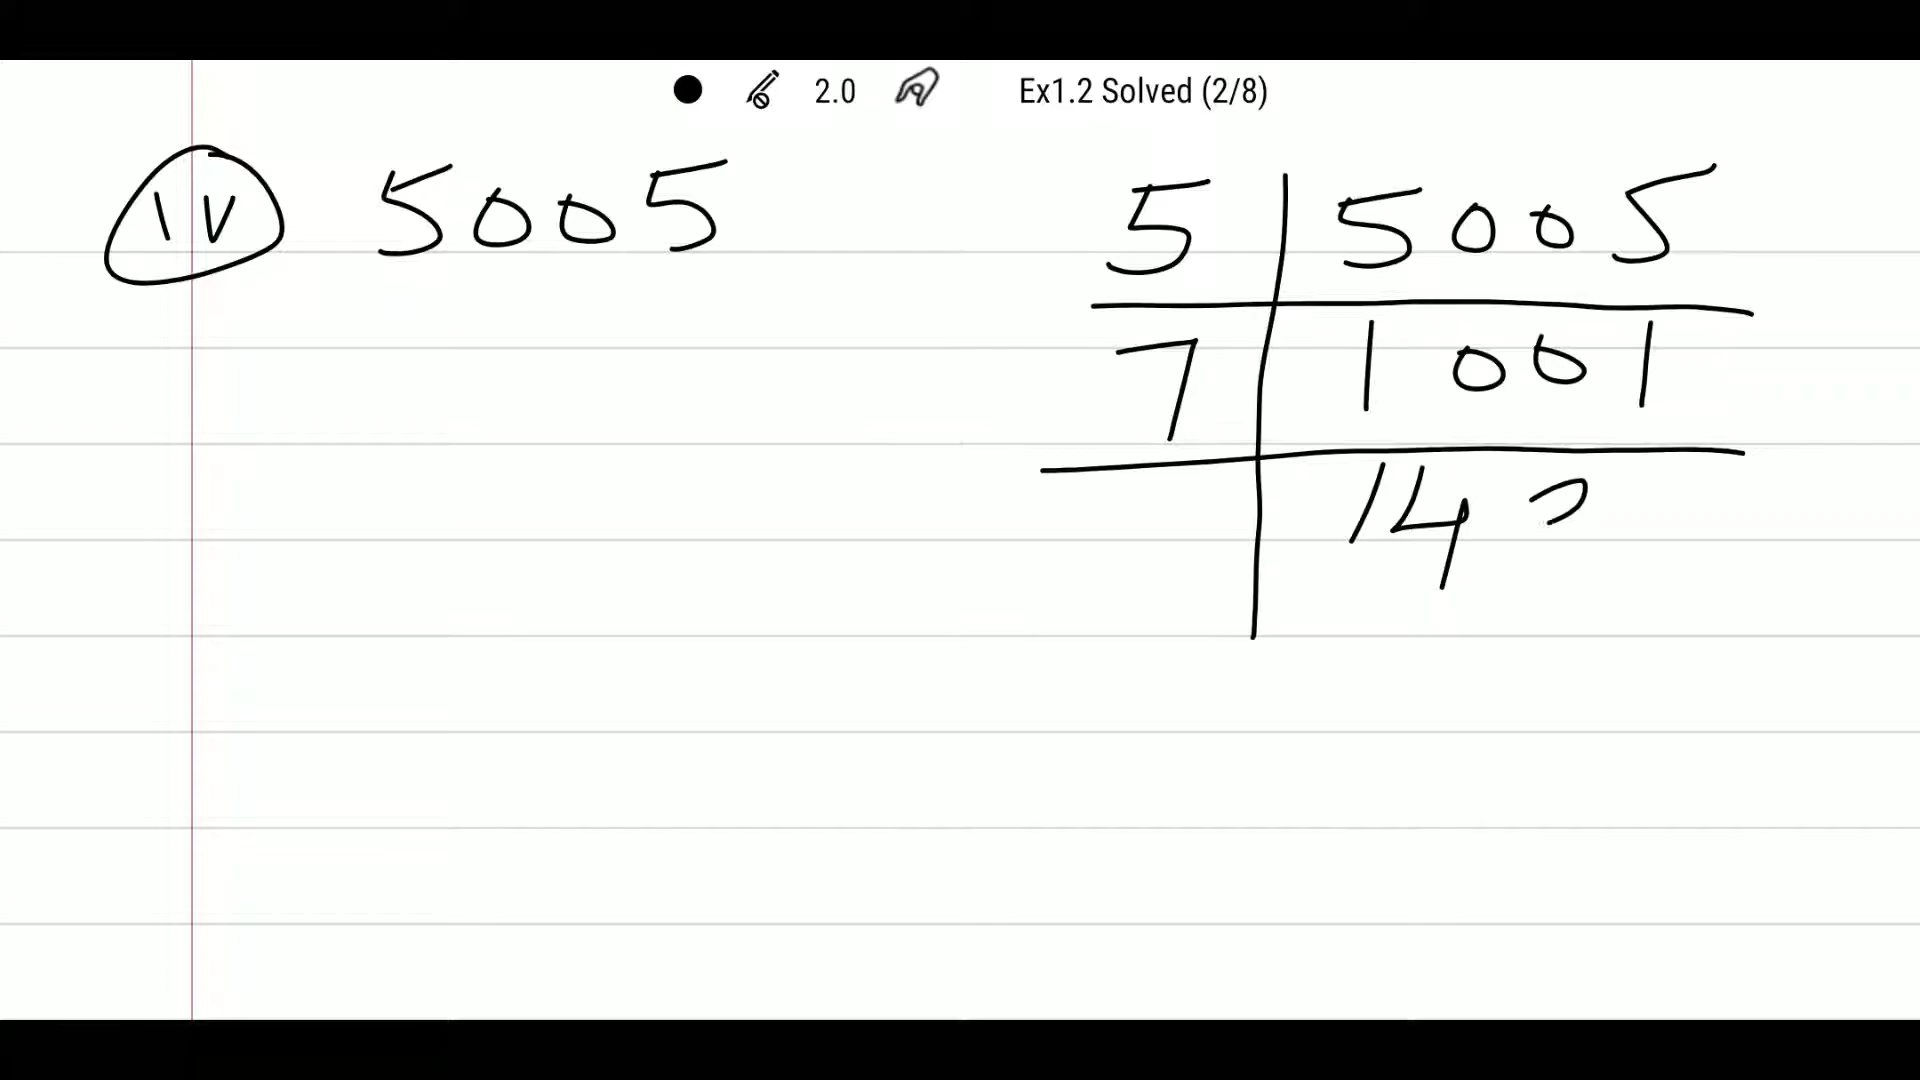 2.0 Ex1.2 Solved (2/8)
IV 5005
5 | 5005
7 | 1001
14